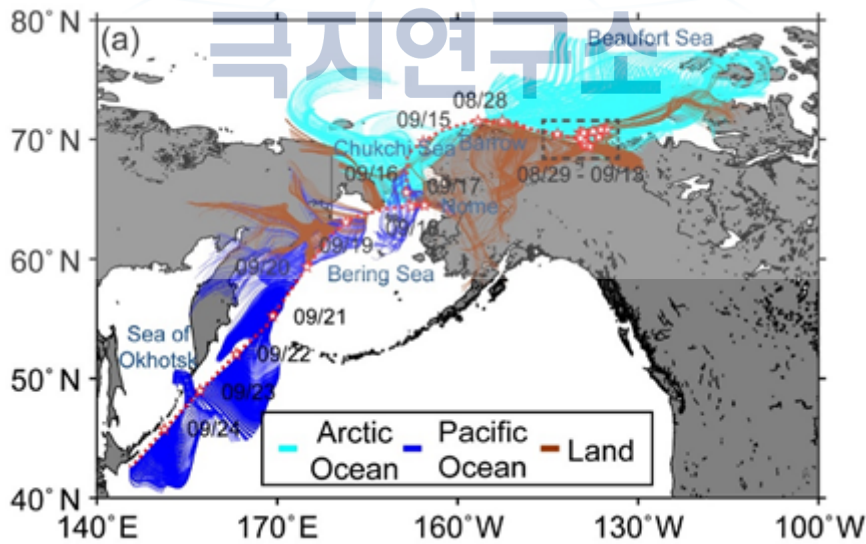 극지연구소
80° N
70° N
60° N
50° N
40° N
(a)
Beaufort Sea
08/28
09/15
Chukchi Sea
Barrow
09/16
09/17
08/29
09/13
Nome
09/18
09/19
09/20
Bering Sea
09/21
Sea of
Okhotsk
09/22
09/23
09/24
Arctic
Ocean
Pacific
Ocean
Land
140° E
170° E
160° W
130° W
100° W